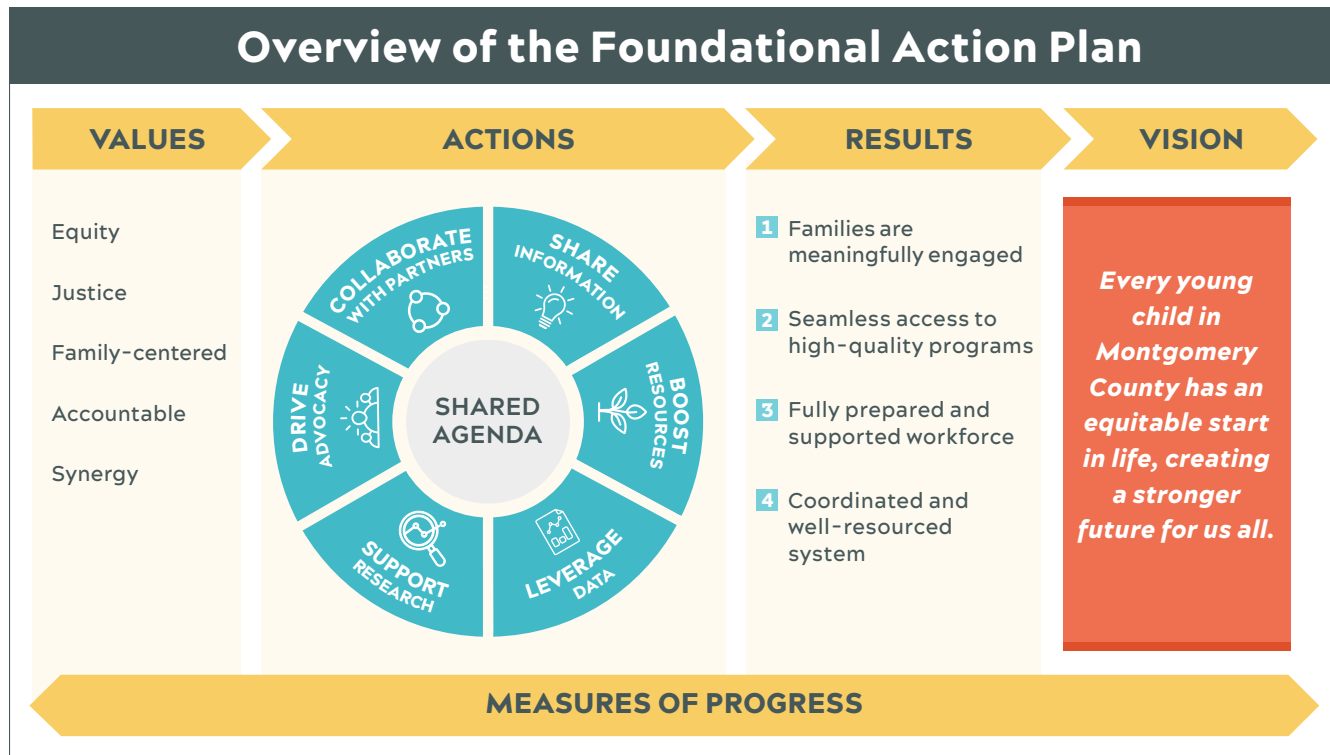 Overview of the Foundational Action Plan
VALUES
Equity
Justice
Family-centered
Accountable
Synergy
ACTIONS
COLLABORATE
WITH PARTNERS
SHARE
INFORMATION
BOOST
RESOURCES
LEVERAGE
DATA
SUPPORT
RESEARCH
DRIVE
ADVOCACY
SHARED
AGENDA
RESULTS
1 Families are
meaningfully engaged
2 Seamless access to
high-quality programs
3 Fully prepared and
supported workforce
4 Coordinated and
well-resourced
system
VISION
Every young
child in
Montgomery
County has an
equitable start
in life, creating
a stronger
future for us all.
MEASURES OF PROGRESS